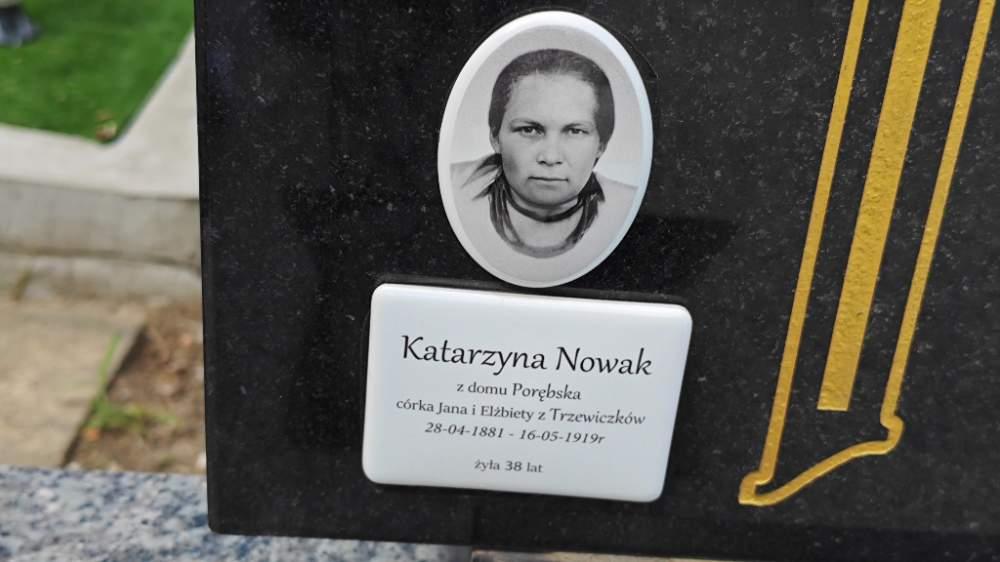 Katarzyna Nowak
z domu Porębska
córka Jana i Elżbiety z Trzewiczków
28-04-1881 - 16-05-1919r
żyła 38 lat